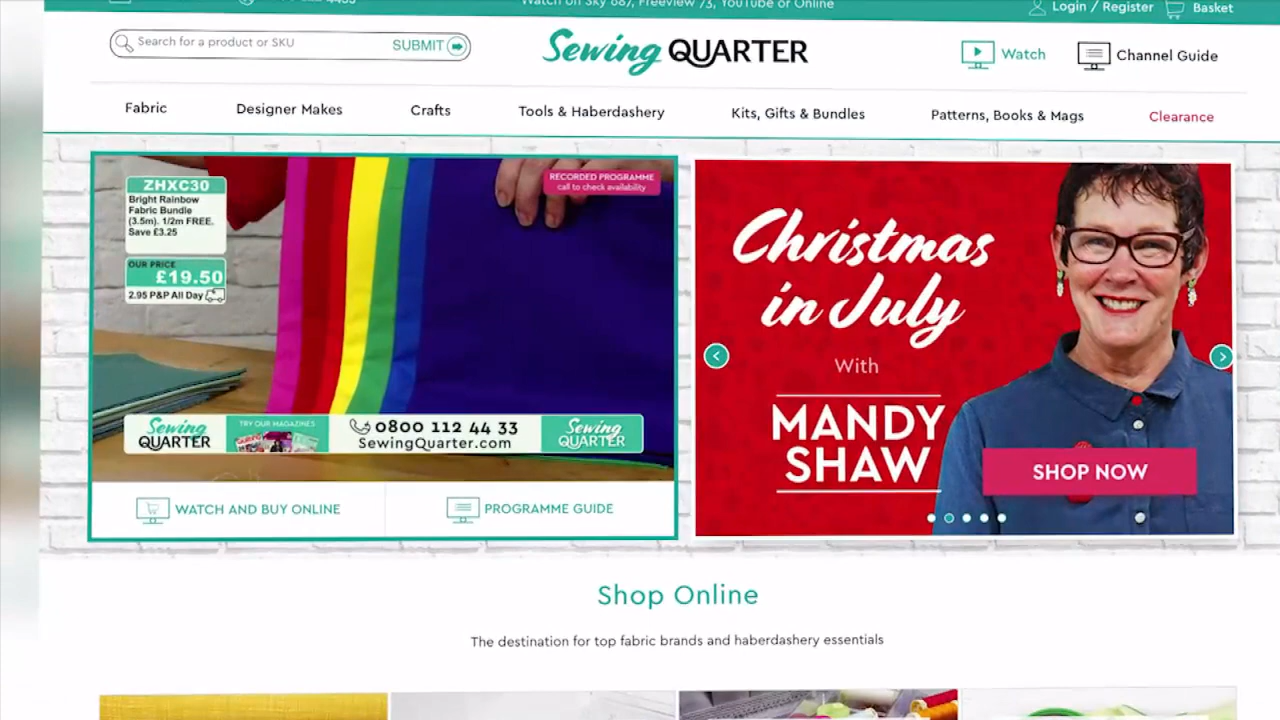 Watch on Sky 687, Freeview 73, YouTube or Online
Login / Register
Basket
Search for a product or SKU
SUBMIT
Sewing QUARTER
Watch
Channel Guide
Fabric
Designer Makes
Crafts
Tools & Haberdashery
Kits, Gifts & Bundles
Patterns, Books & Mags
Clearance
ZHXC30
Bright Rainbow
Fabric Bundle
(3.5m). 1/2m FREE.
Save £3.25
OUR PRICE
£19.50
2.95 P&P All Day
RECORDED PROGRAMME
call to check availability
Sewing
QUARTER
TRY OUR MAGAZINES
0800 112 44 33
SewingQuarter.com
Sewing
QUARTER
WATCH AND BUY ONLINE
PROGRAMME GUIDE
Christmas
in July
With
MANDY
SHAW
SHOP NOW
Shop Online
The destination for top fabric brands and haberdashery essentials